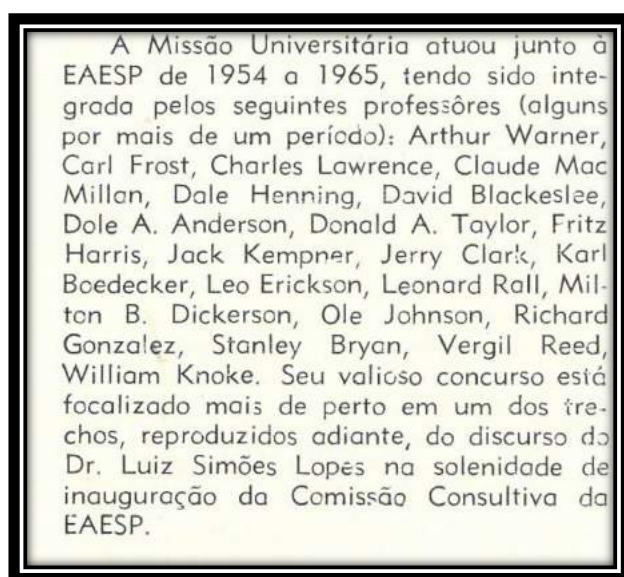 A Missão Universitária atuou junto à
EAESP de 1954 a 1965, tendo sido inte-
grada pelos seguintes professôres (alguns
por mais de um período): Arthur Warner,
Carl Frost, Charles Lawrence, Claude Mac
Millan, Dale Henning, David Blackeslee,
Dole A. Anderson, Donald A. Taylor, Fritz
Harris, Jack Kempner, Jerry Clark, Karl
Boedecker, Leo Erickson, Leonard Rall, Mil-
ton B. Dickerson, Ole Johnson, Richard
Gonzalez, Stanley Bryan, Vergil Reed,
William Knoke. Seu valioso concurso está
focalizado mais de perto em um dos tre-
chos, reproduzidos adiante, do discurso do
Dr. Luiz Simões Lopes na solenidade de
inauguração da Comissão Consultiva da
EAESP.